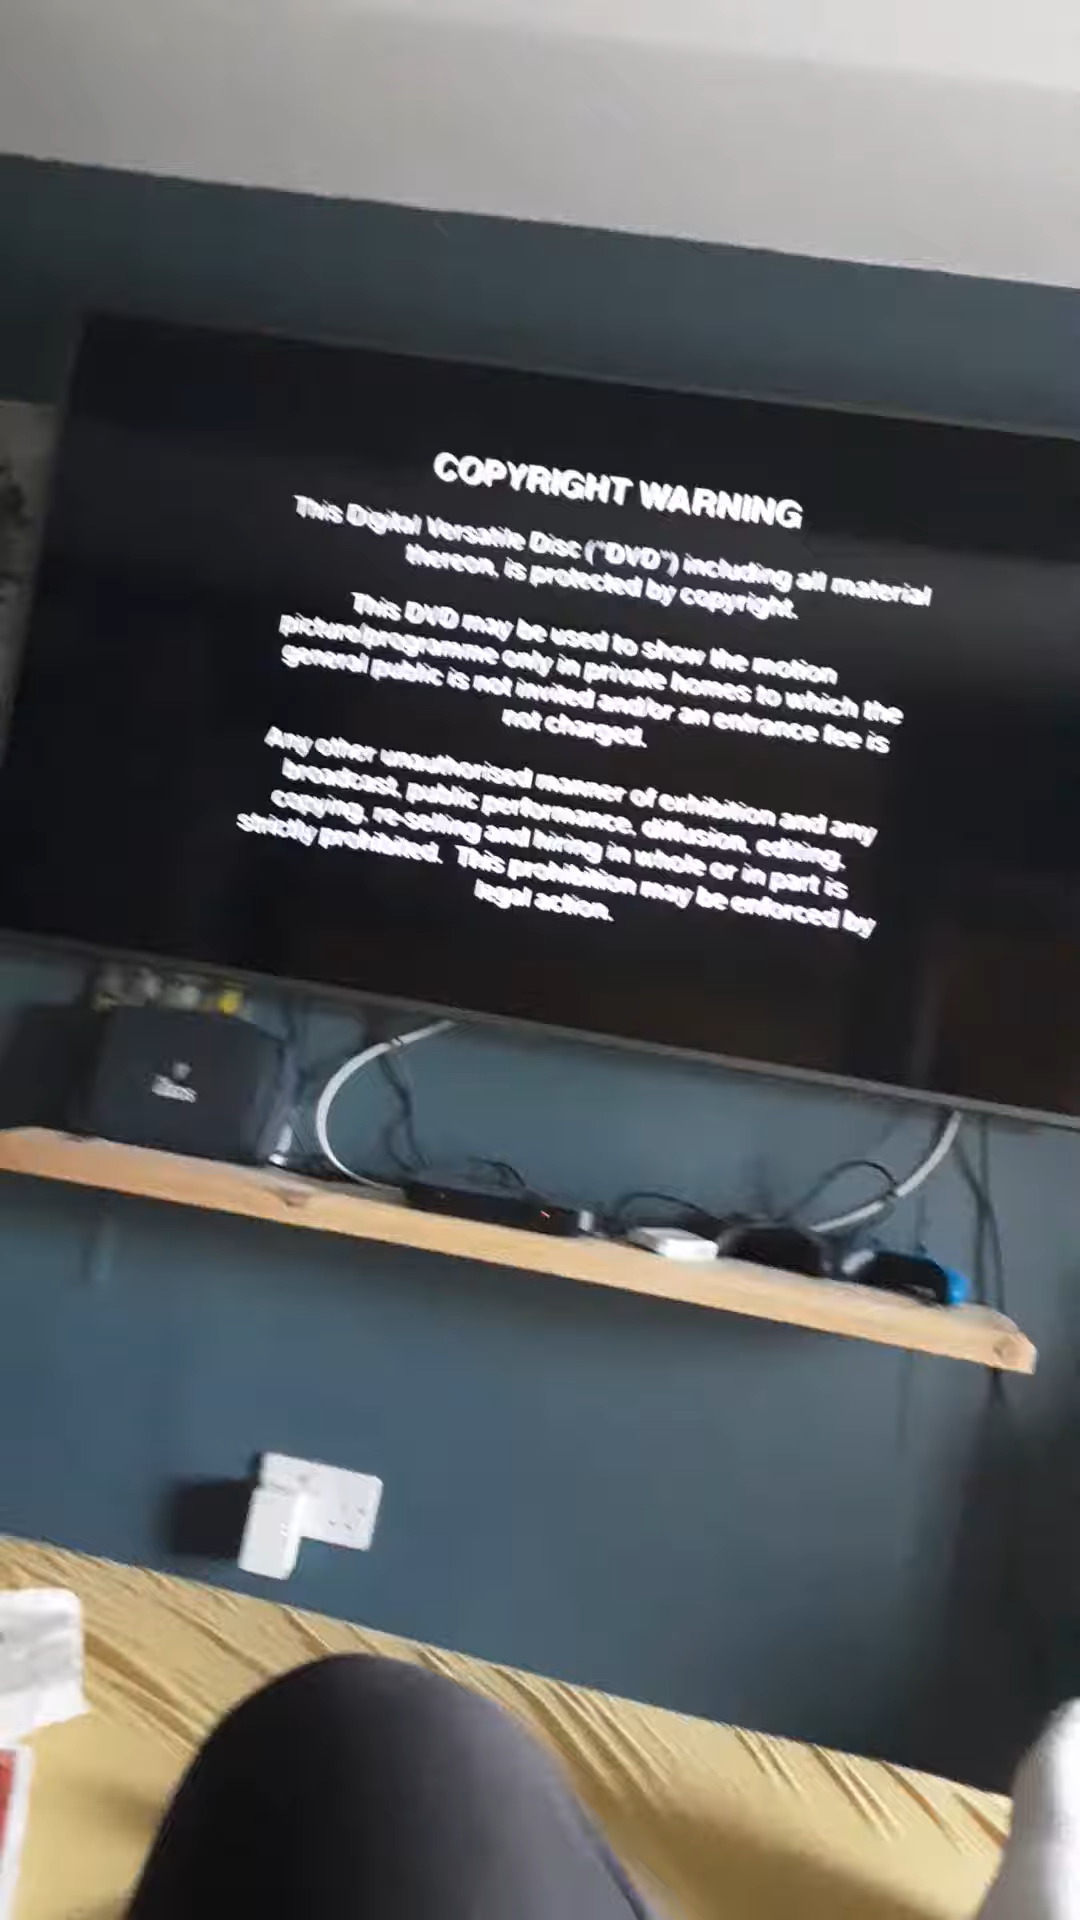 COPYRIGHT WARNING
This Digital Versatile Disc ("DVD") including all material
thereon, is protected by copyright.
This DVD may be used to show the motion
picture/programme only in private homes to which the
general public is not invited and/or an entrance fee is
not charged.
Any other unauthorised manner of exhibition and any
broadcast, public performance, diffusion, editing,
copying, re-selling and hiring in whole or in part is
strictly prohibited. This prohibition may be enforced by
legal action.